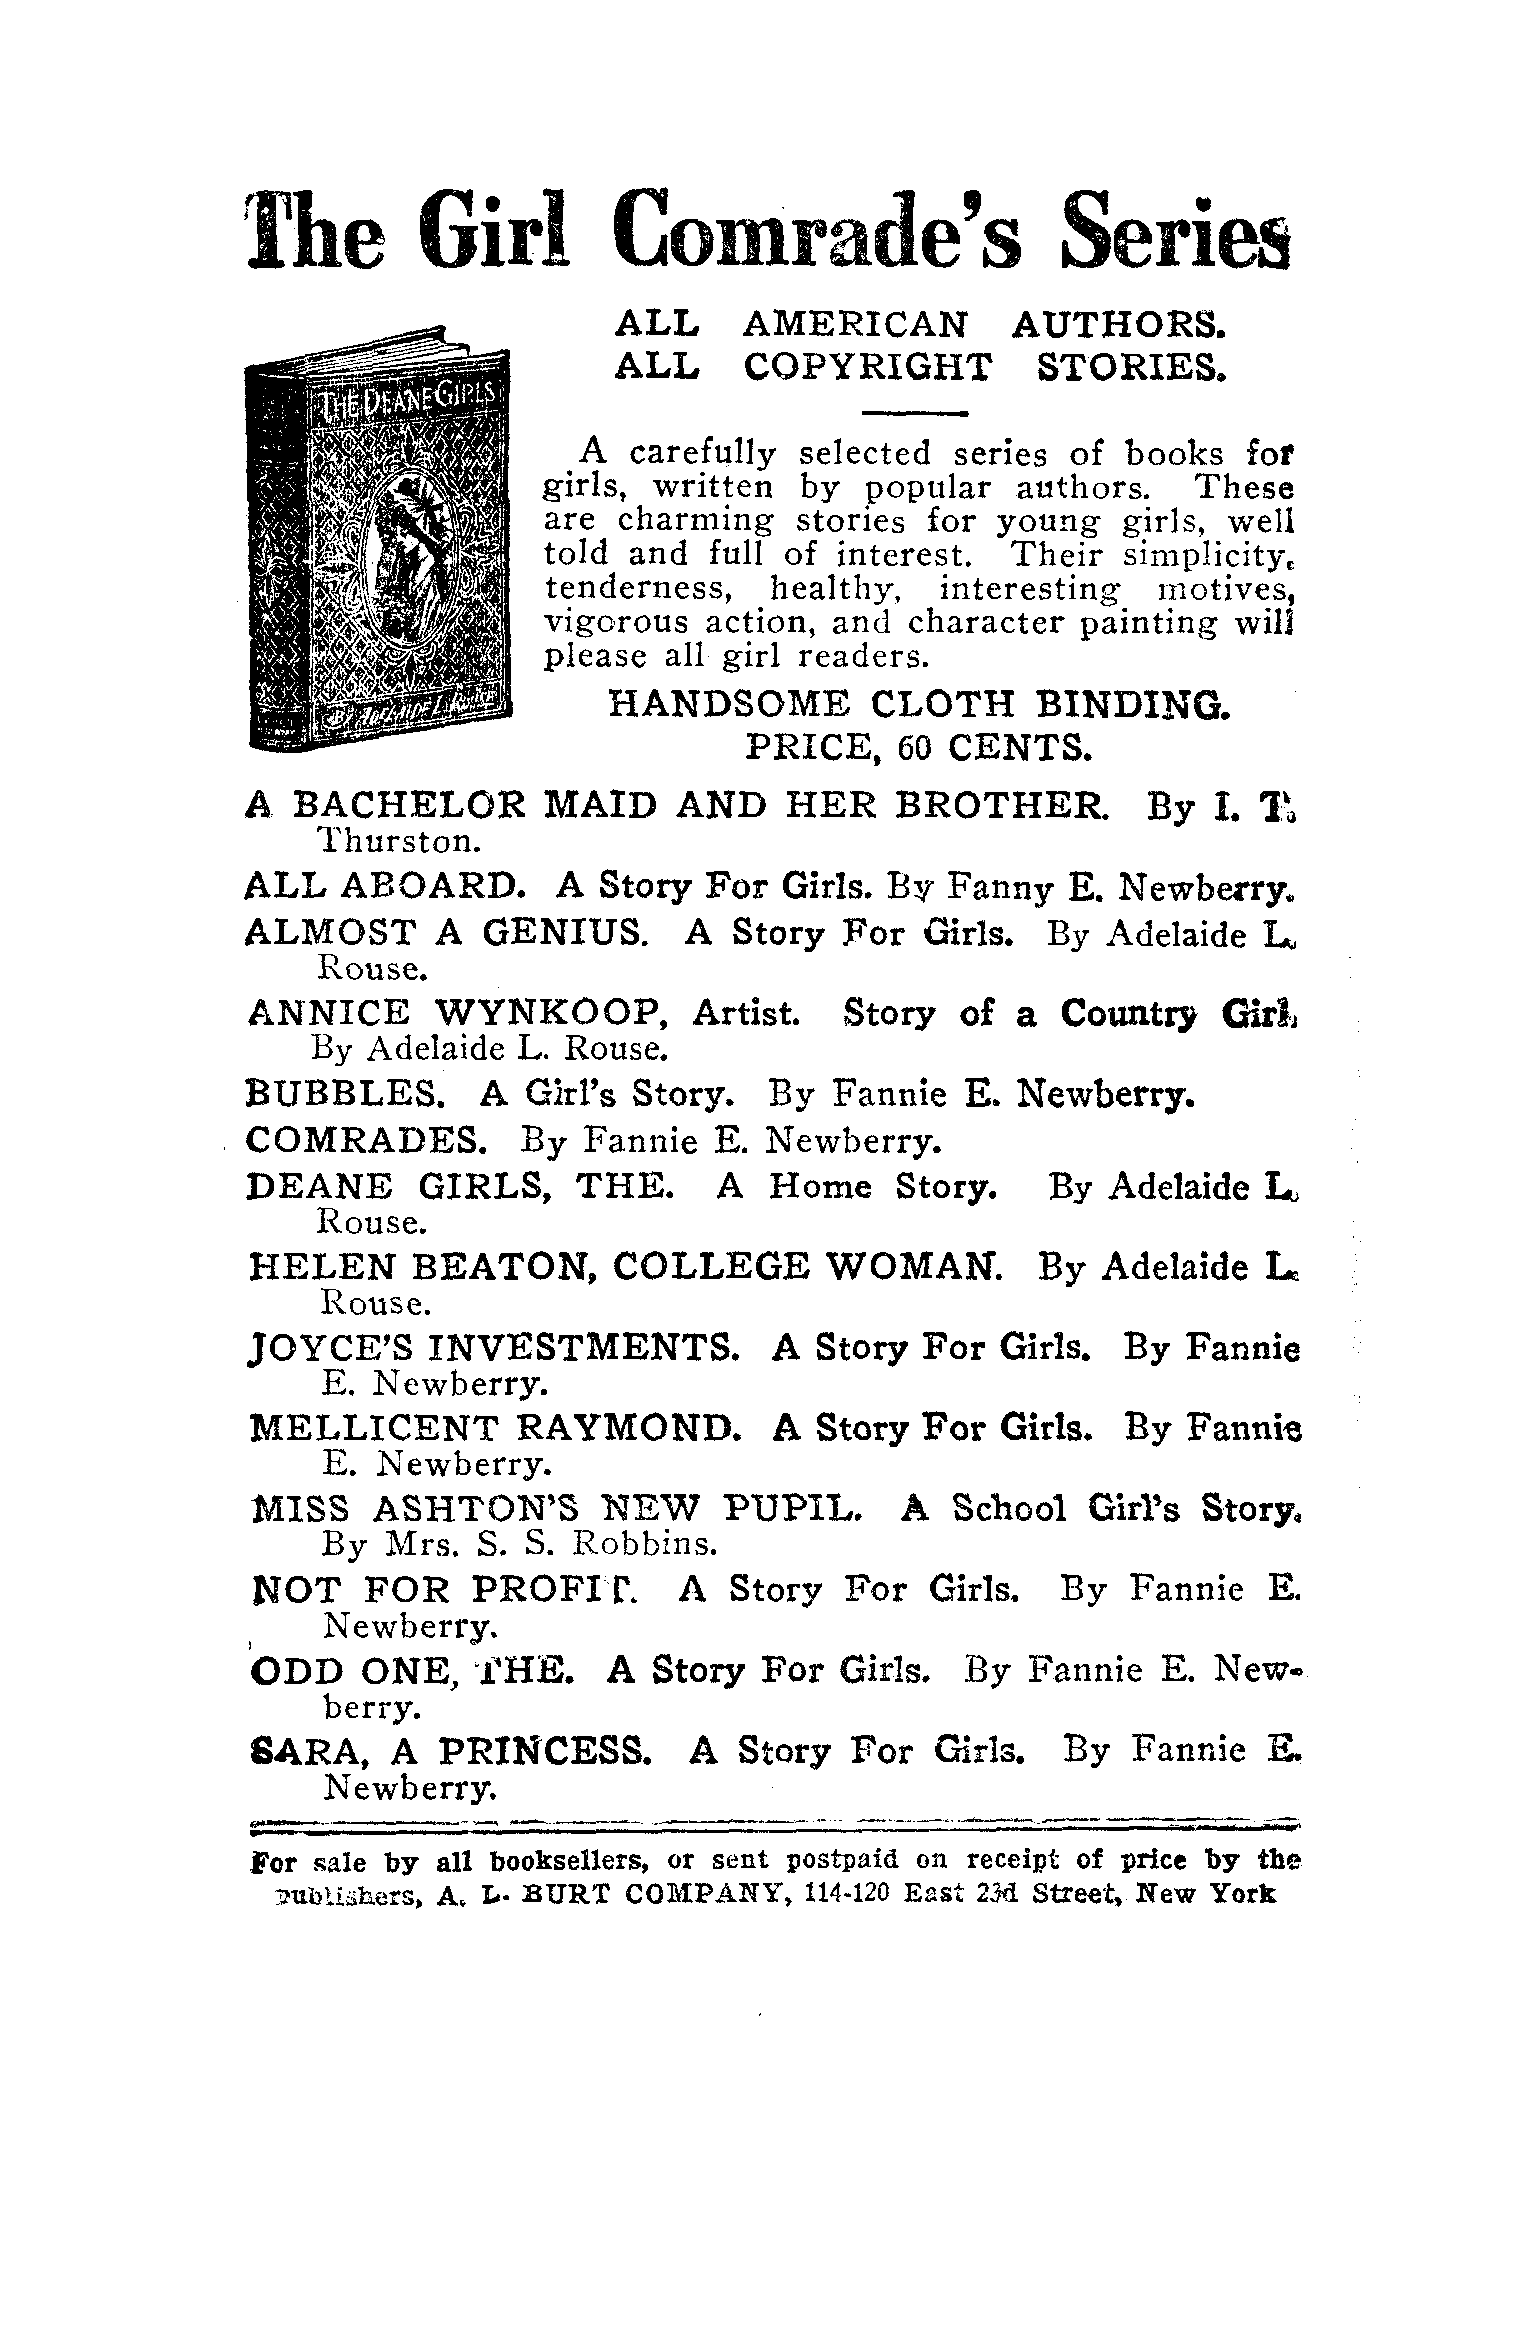 The Girl Comrade's Series
ALL AMERICAN AUTHORS.
ALL COPYRIGHT STORIES.
THE DEANE GIRLS
A carefully selected series of books for
girls, written by popular authors. These
are charming stories for young girls, well
told and full of interest. Their simplicity,
tenderness, healthy, interesting motives,
vigorous action, and character painting will
please all girl readers.
HANDSOME CLOTH BINDING.
PRICE, 60 CENTS.
A BACHELOR MAID AND HER BROTHER. By I. T.
Thurston.
ALL ABOARD. A Story For Girls. By Fanny E. Newberry.
ALMOST A GENIUS. A Story For Girls. By Adelaide L.
Rouse.
ANNICE WYNKOOP, Artist. Story of a Country Girl.
By Adelaide L. Rouse.
BUBBLES. A Girl's Story. By Fannie E. Newberry.
COMRADES. By Fannie E. Newberry.
DEANE GIRLS, THE. A Home Story. By Adelaide L.
Rouse.
HELEN BEATON, COLLEGE WOMAN. By Adelaide L.
Rouse.
JOYCE'S INVESTMENTS. A Story For Girls. By Fannie
E. Newberry.
MELLICENT RAYMOND. A Story For Girls. By Fannie
E. Newberry.
MISS ASHTON'S NEW PUPIL. A School Girl's Story.
By Mrs. S. S. Robbins.
NOT FOR PROFIT. A Story For Girls. By Fannie E.
Newberry.
ODD ONE, THE. A Story For Girls. By Fannie E. New-
berry.
SARA, A PRINCESS. A Story For Girls. By Fannie E.
Newberry.
For sale by all booksellers, or sent postpaid on receipt of price by the
publishers, A. L. BURT COMPANY, 114-120 East 23d Street, New York